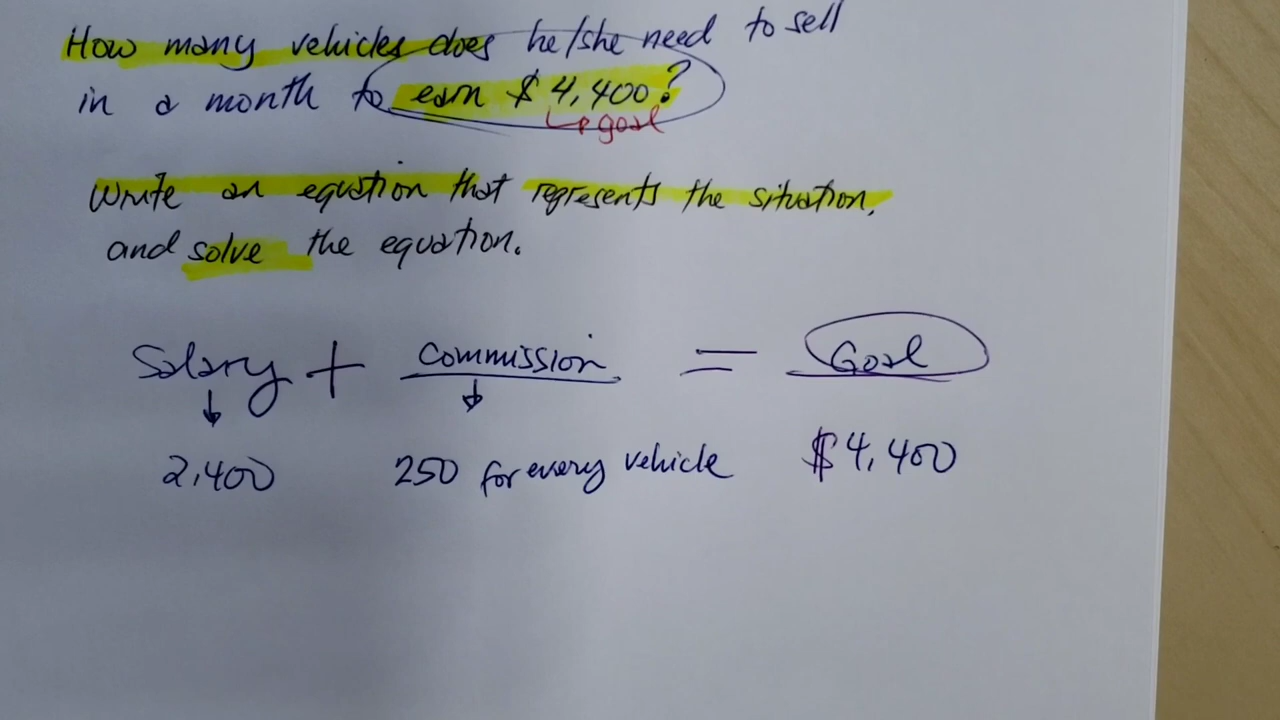 How many vehicles does he/she need to sell
in a month to earn $4,400?
goal
Write an equation that represents the situation,
and solve the equation.
Salary + Commission = Goal
2,400 250 for every vehicle $4,400